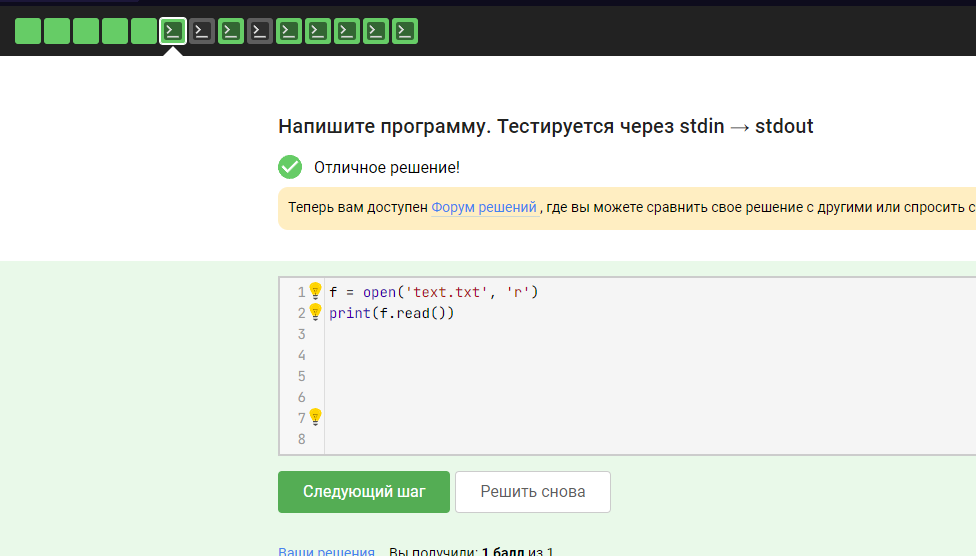 Напишите программу. Тестируется через stdin → stdout
Отличное решение!
Теперь вам доступен Форум решений , где вы можете сравнить свое решение с другими или спросить с
1 f = open('text.txt', 'r')
2 print(f.read())
3
4
5
6
7
8
Следующий шаг Решить снова
Ваши решения Вы получили: 1 балл из 1